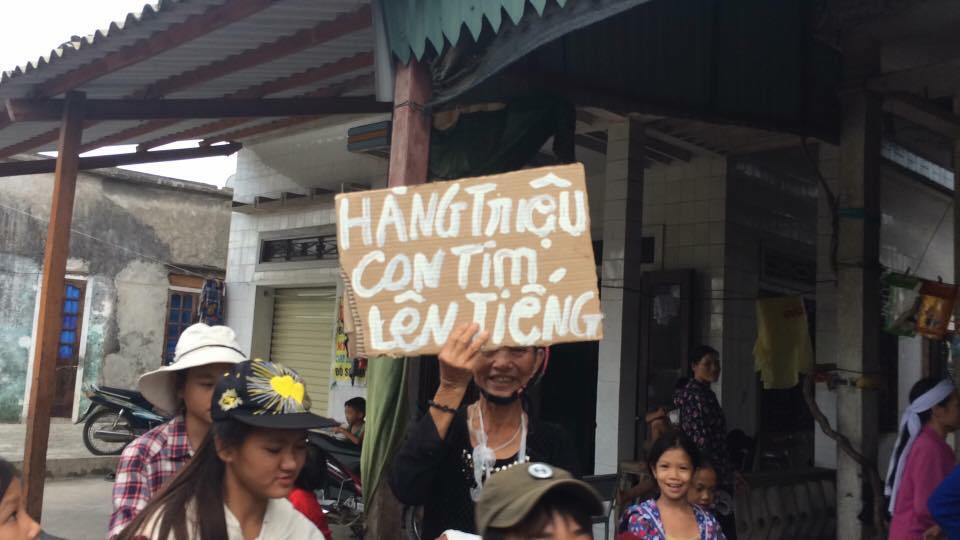 HÀNG TRIỆU
CON TIM
LÊN TIẾNG